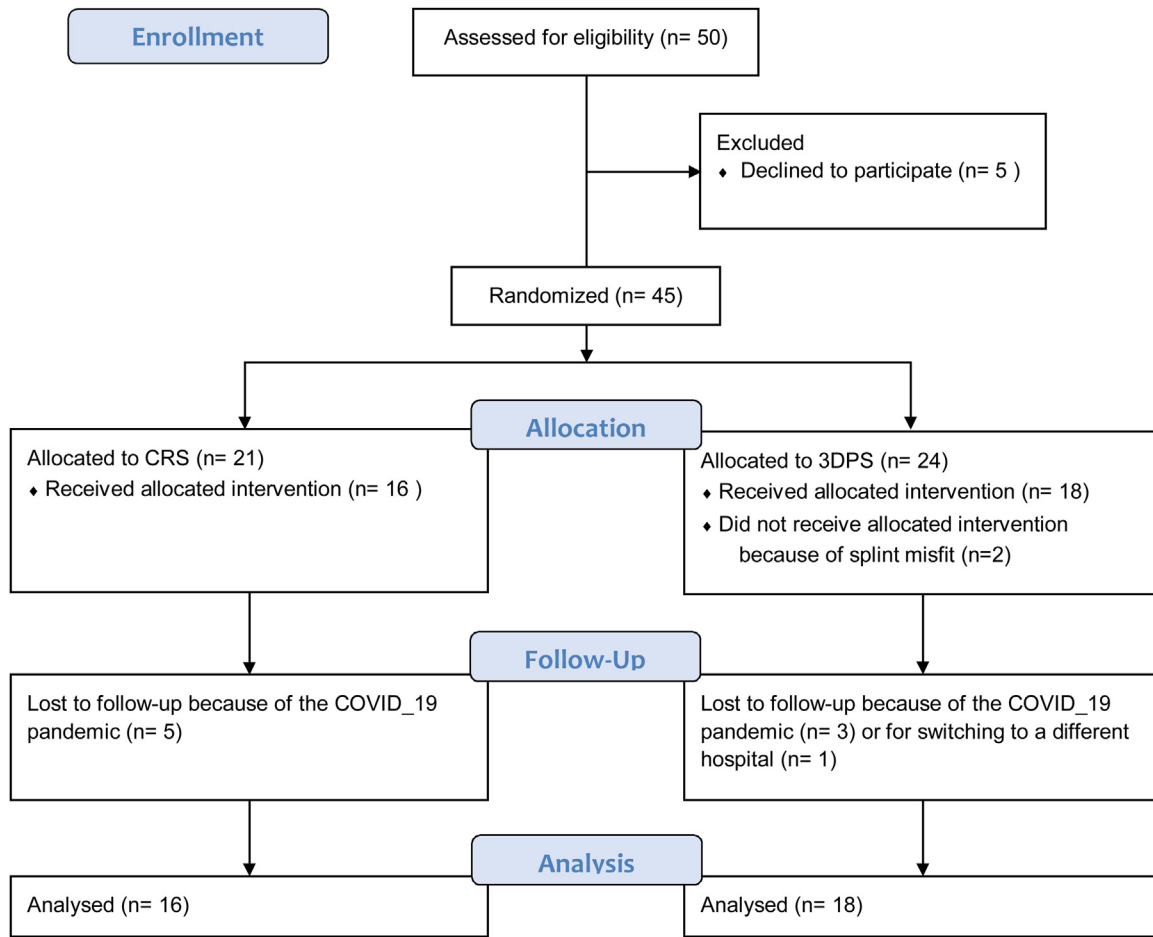 Enrollment
Assessed for eligibility (n= 50)
Excluded
♦ Declined to participate (n= 5 )
Randomized (n= 45)
Allocation
Allocated to CRS (n= 21)
♦ Received allocated intervention (n= 16 )
Allocated to 3DPS (n= 24)
♦ Received allocated intervention (n= 18)
♦ Did not receive allocated intervention
because of splint misfit (n=2)
Follow-Up
Lost to follow-up because of the COVID_19
pandemic (n= 5)
Lost to follow-up because of the COVID_19
pandemic (n= 3) or for switching to a different
hospital (n= 1)
Analysis
Analysed (n= 16)
Analysed (n= 18)